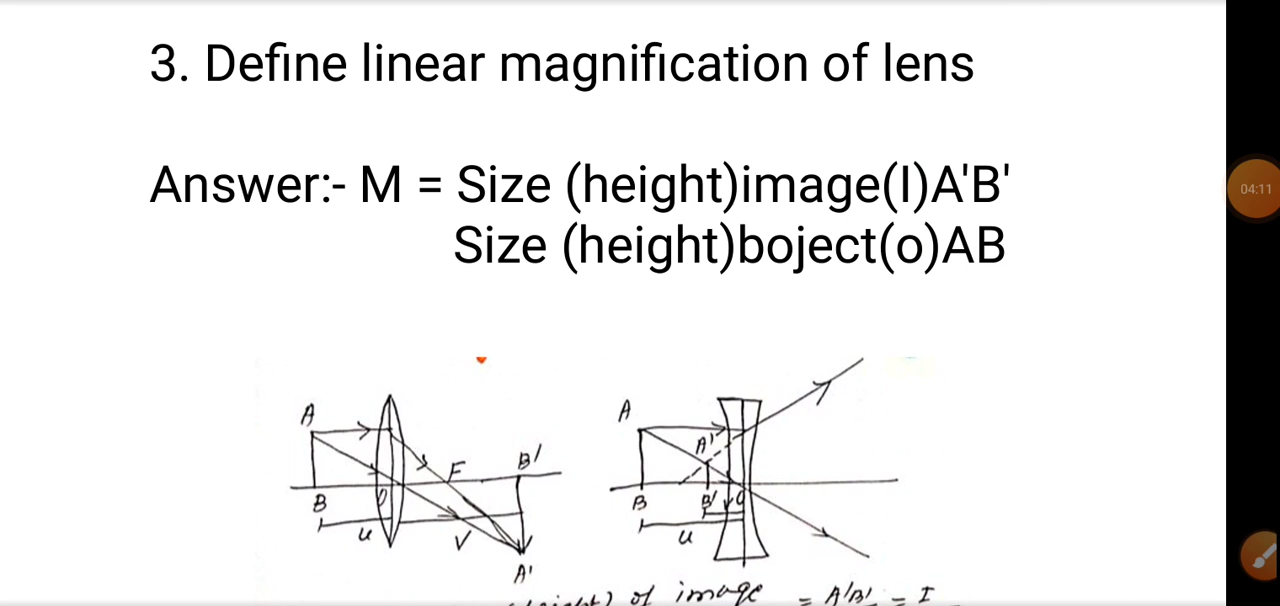 3. Define linear magnification of lens
Answer:- M = Size (height)image(I)A'B'
Size (height)boject(o)AB
04:11
A
B
O
u
F
V
B'
A'
A
B
A'
B'
O
u
of image = A'B' = I